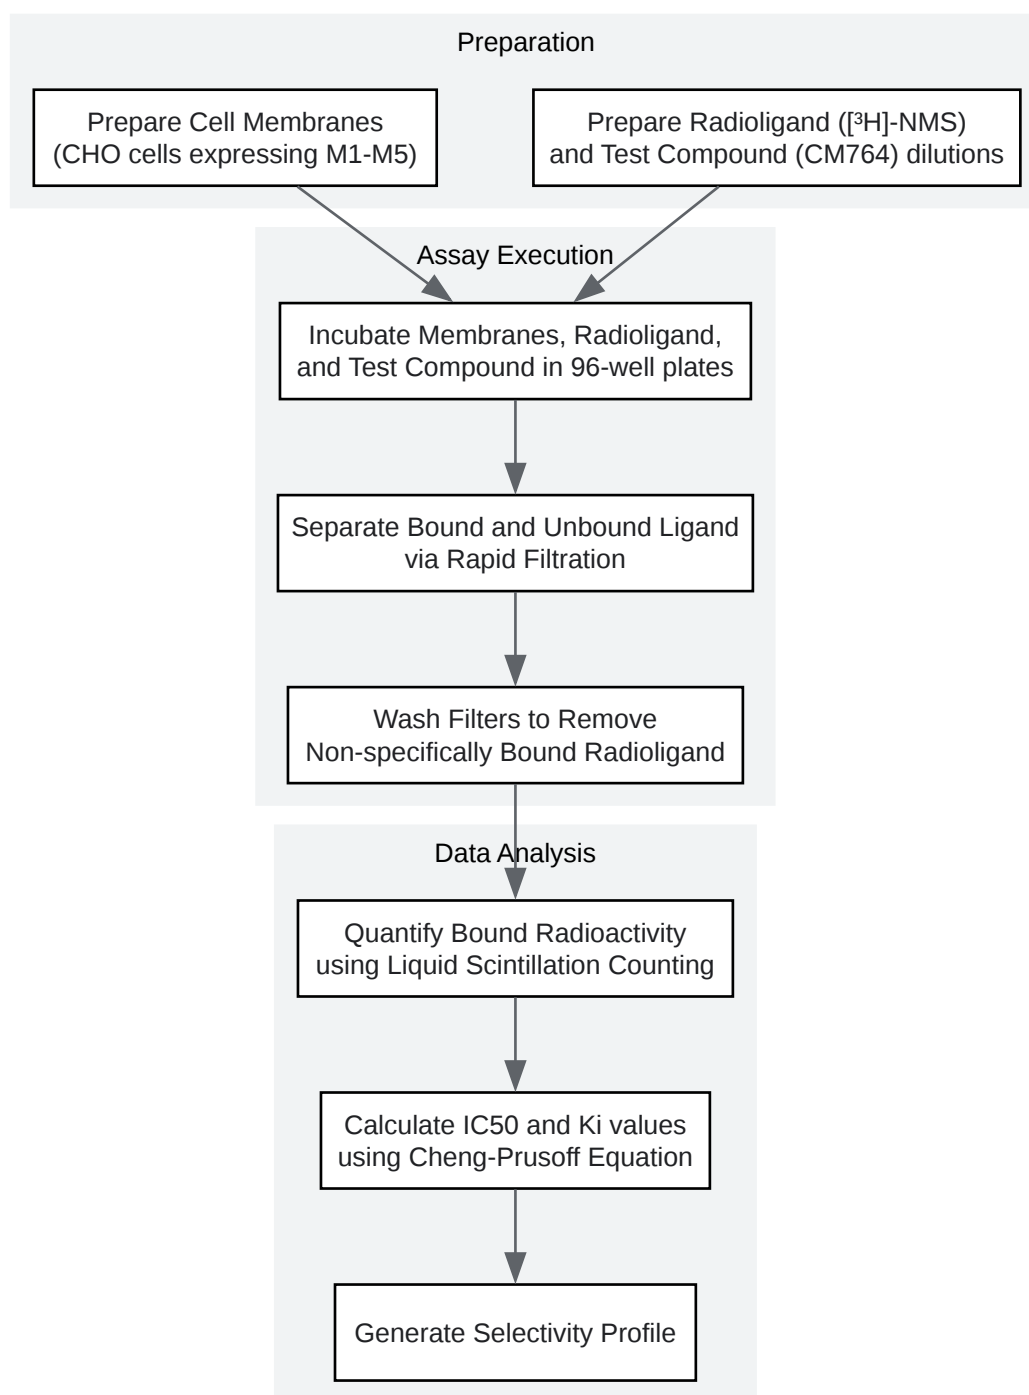 Preparation
Prepare Cell Membranes
(CHO cells expressing M1-M5)
Prepare Radioligand ([³H]-NMS)
and Test Compound (CM764) dilutions
Assay Execution
Incubate Membranes, Radioligand,
and Test Compound in 96-well plates
Separate Bound and Unbound Ligand
via Rapid Filtration
Wash Filters to Remove
Non-specifically Bound Radioligand
Data Analysis
Quantify Bound Radioactivity
using Liquid Scintillation Counting
Calculate IC50 and Ki values
using Cheng-Prusoff Equation
Generate Selectivity Profile